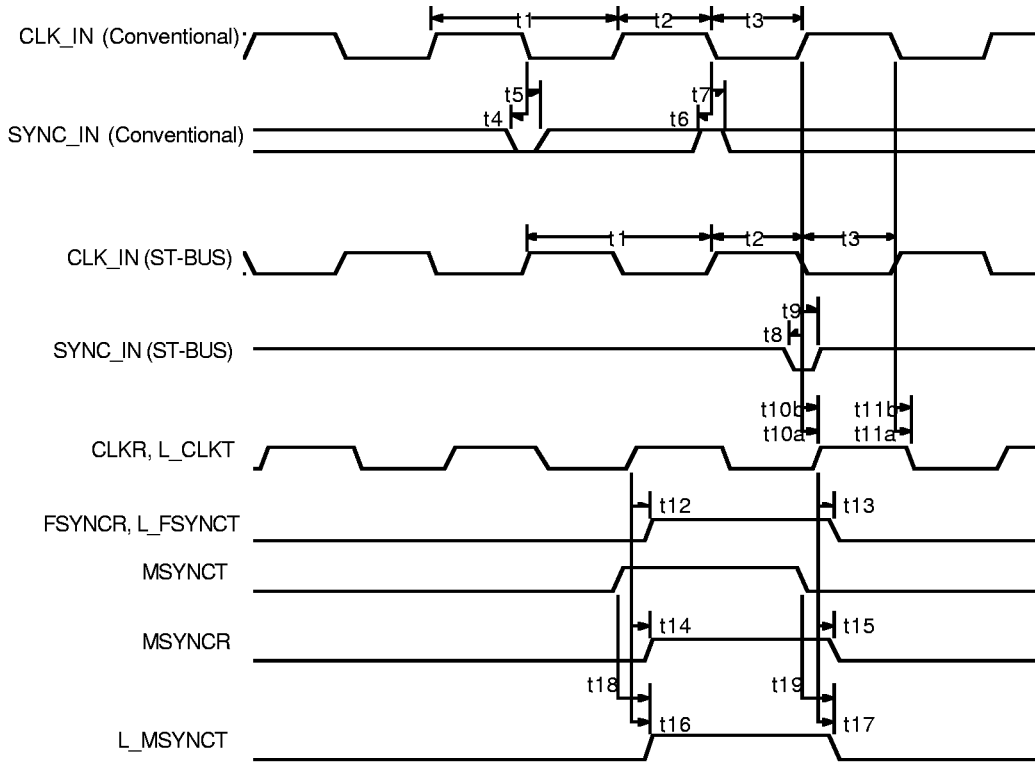 t1 t2 t3
CLK_IN (Conventional)
t5 t7
t4 t6
SYNC_IN (Conventional)
t1 t2 t3
CLK_IN (ST-BUS)
t9
t8
SYNC_IN (ST-BUS)
t10b t11b
t10a t11a
CLKR, L_CLKT
t12 t13
FSYNCR, L_FSYNCT
MSYNCT
t14 t15
MSYNCR
t18 t19
t16 t17
L_MSYNCT